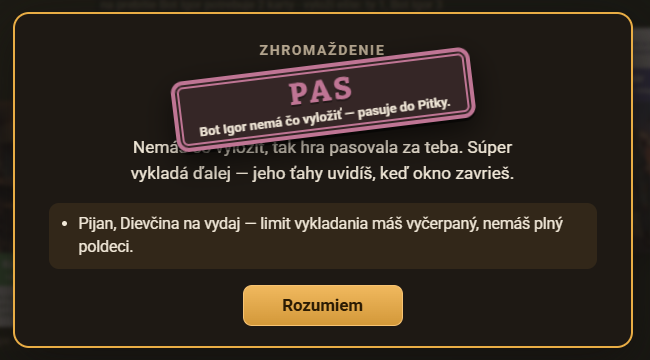 ZHROMAŽDENIE
PAS
Bot Igor nemá čo vyložiť — pasuje do Pitky.
Nemáš čo vyložiť, tak hra pasovala za teba. Súper
vykladá ďalej — jeho ťahy uvidíš, keď okno zavrieš.
• Pijan, Dievčina na vydaj — limit vykladania máš vyčerpaný, nemáš plný
poldeci.
Rozumiem